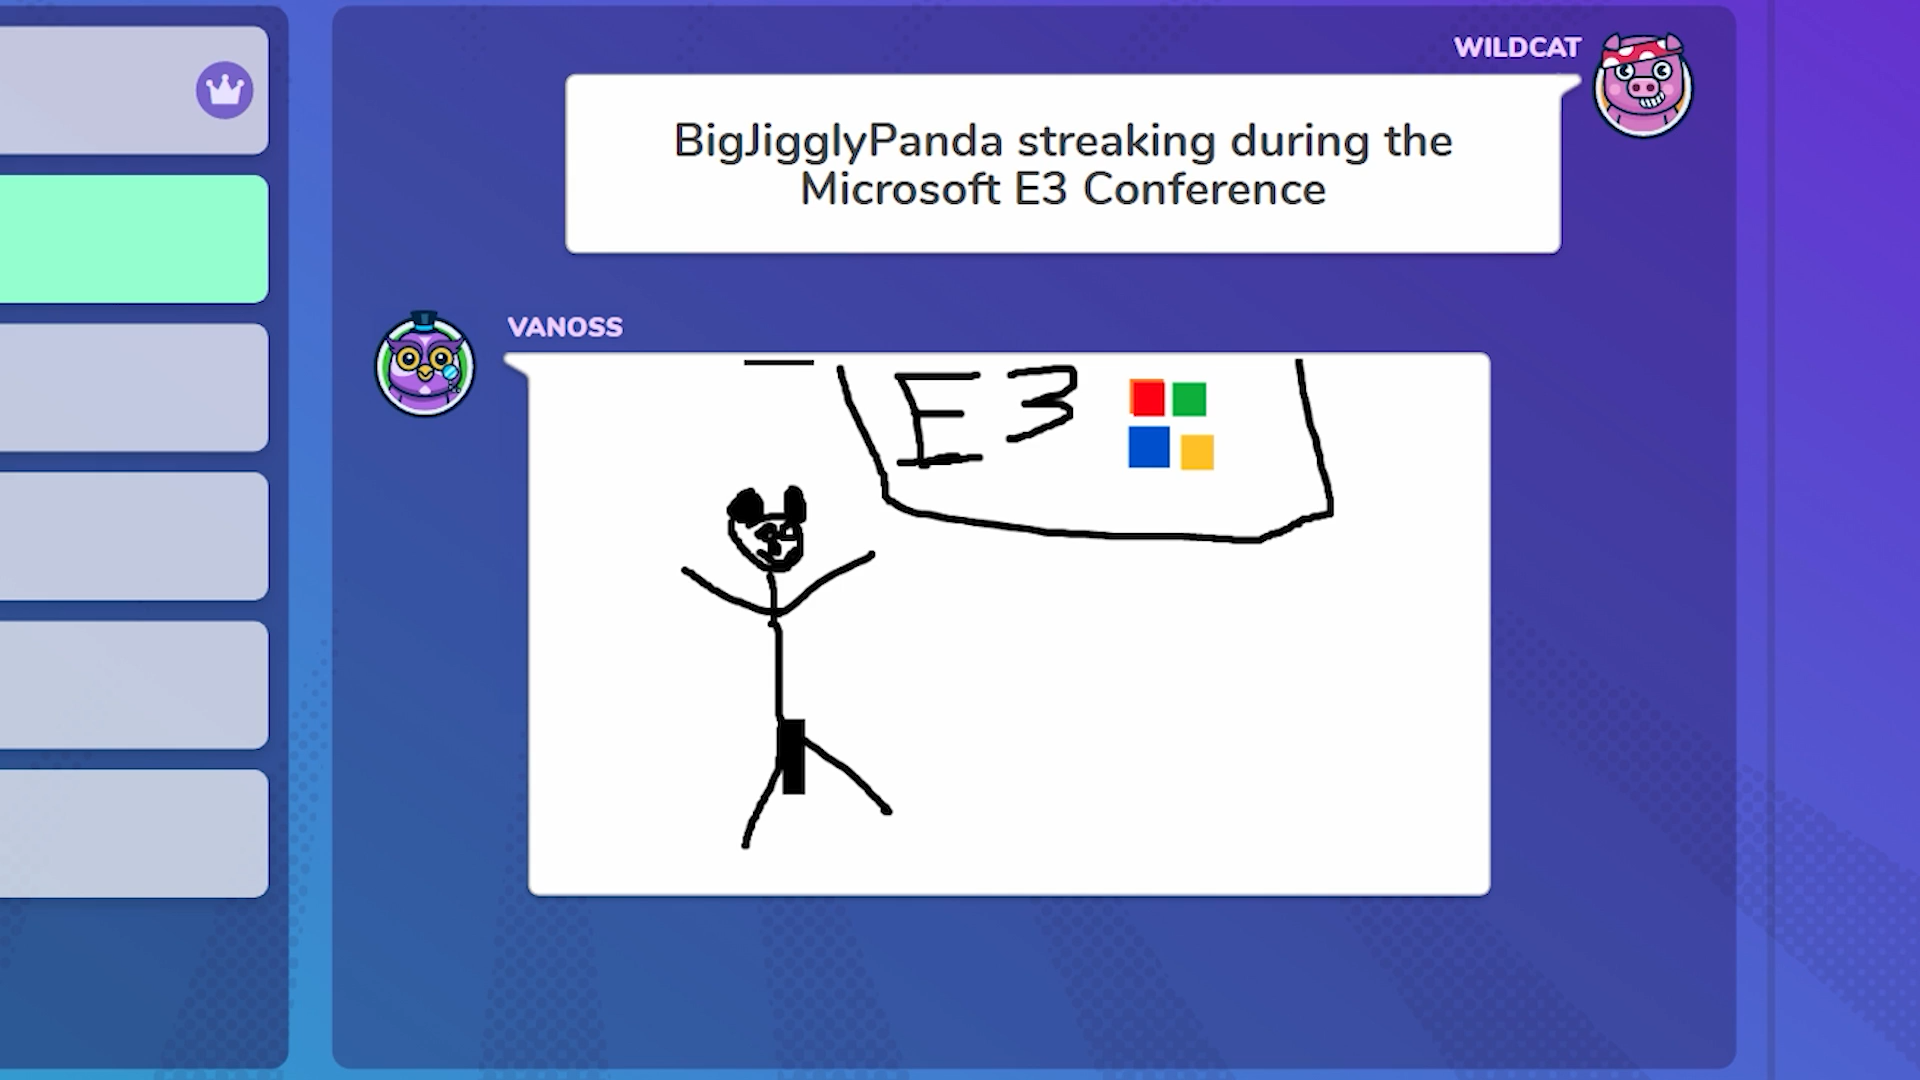 WILDCAT
BigJigglyPanda streaking during the
Microsoft E3 Conference
VANOSS
E3